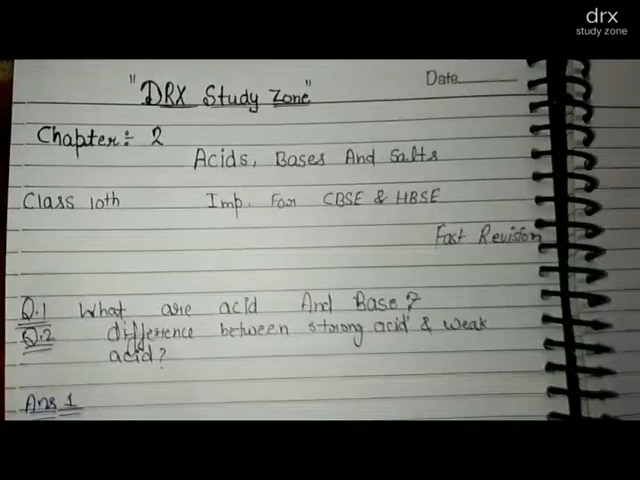 drx
study zone
Date
"DRX Study Zone"
Chapter:- 2
Acids, Bases And Salts
Class 10th Imp. For CBSE & HBSE
Fast Revision
Q.1 What are acid And Base?
Q.2 difference between strong acid & weak
acid?
Ans 1